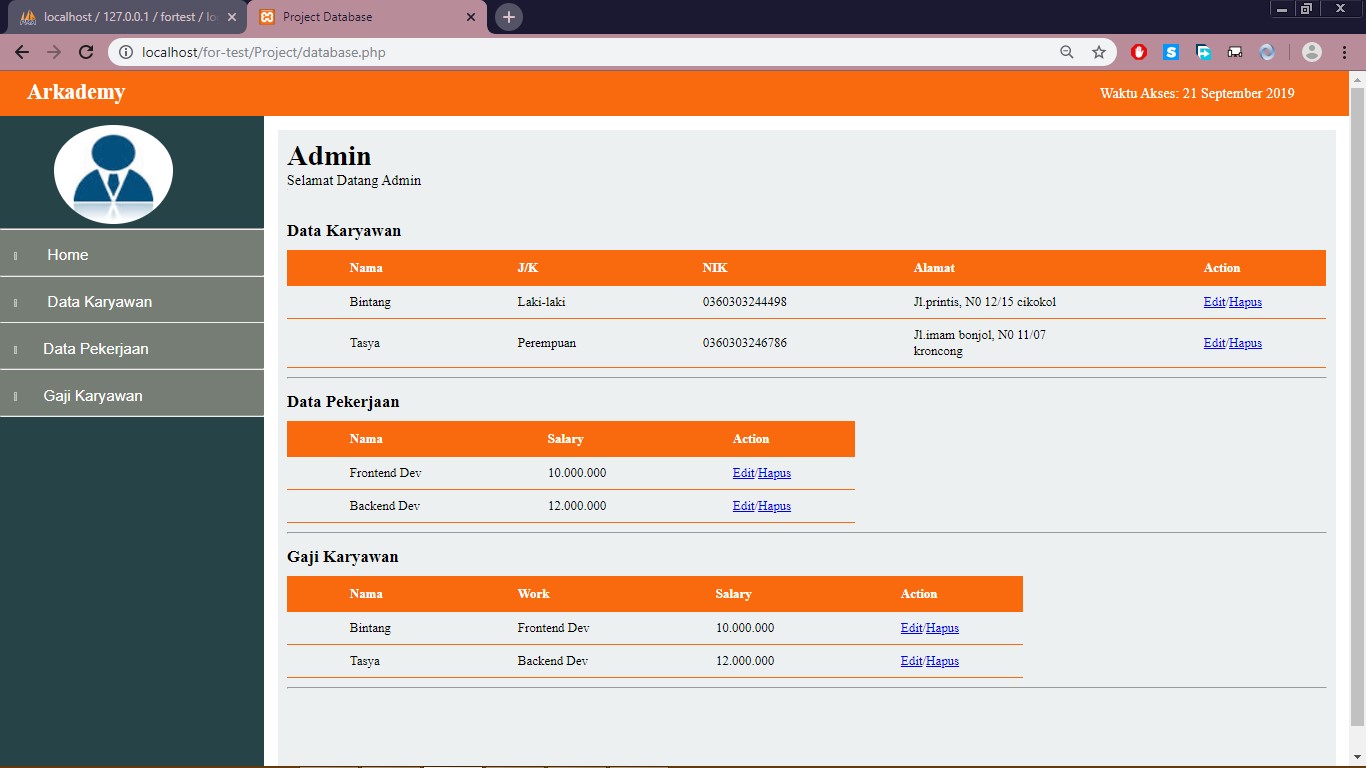 localhost / 127.0.0.1 / fortest / lo
Project Database
localhost/for-test/Project/database.php
Arkademy
Waktu Akses: 21 September 2019
Home
Data Karyawan
Data Pekerjaan
Gaji Karyawan
Admin
Selamat Datang Admin
Data Karyawan
Nama J/K NIK Alamat Action
Bintang Laki-laki 0360303244498 Jl.printis, N0 12/15 cikokol Edit/Hapus
Tasya Perempuan 0360303246786 Jl.imam bonjol, N0 11/07 kroncong Edit/Hapus
Data Pekerjaan
Nama Salary Action
Frontend Dev 10.000.000 Edit/Hapus
Backend Dev 12.000.000 Edit/Hapus
Gaji Karyawan
Nama Work Salary Action
Bintang Frontend Dev 10.000.000 Edit/Hapus
Tasya Backend Dev 12.000.000 Edit/Hapus